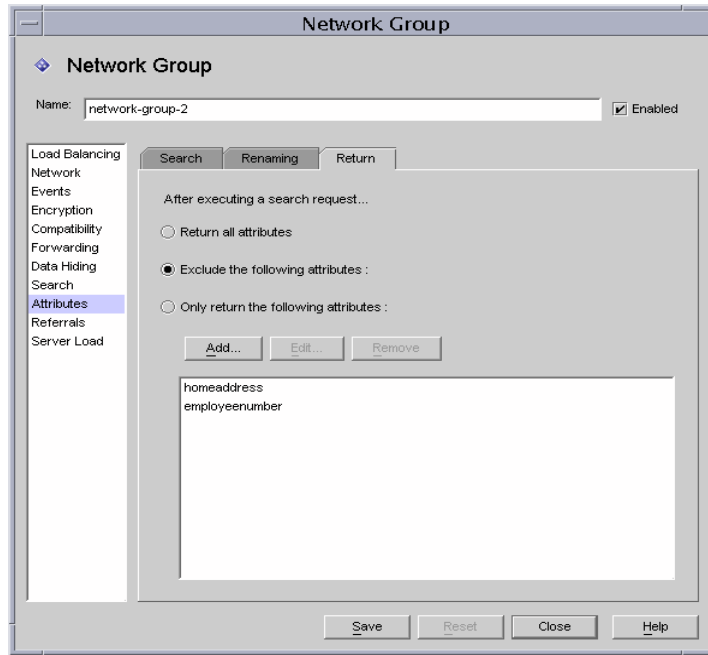 Network Group
Network Group
Name: network-group-2 Enabled
Load Balancing
Network
Events
Encryption
Compatibility
Forwarding
Data Hiding
Search
Attributes
Referrals
Server Load
Search Renaming Return
After executing a search request...
Return all attributes
Exclude the following attributes :
Only return the following attributes :
Add... Edit... Remove
homeaddress
employeenumber
Save Reset Close Help